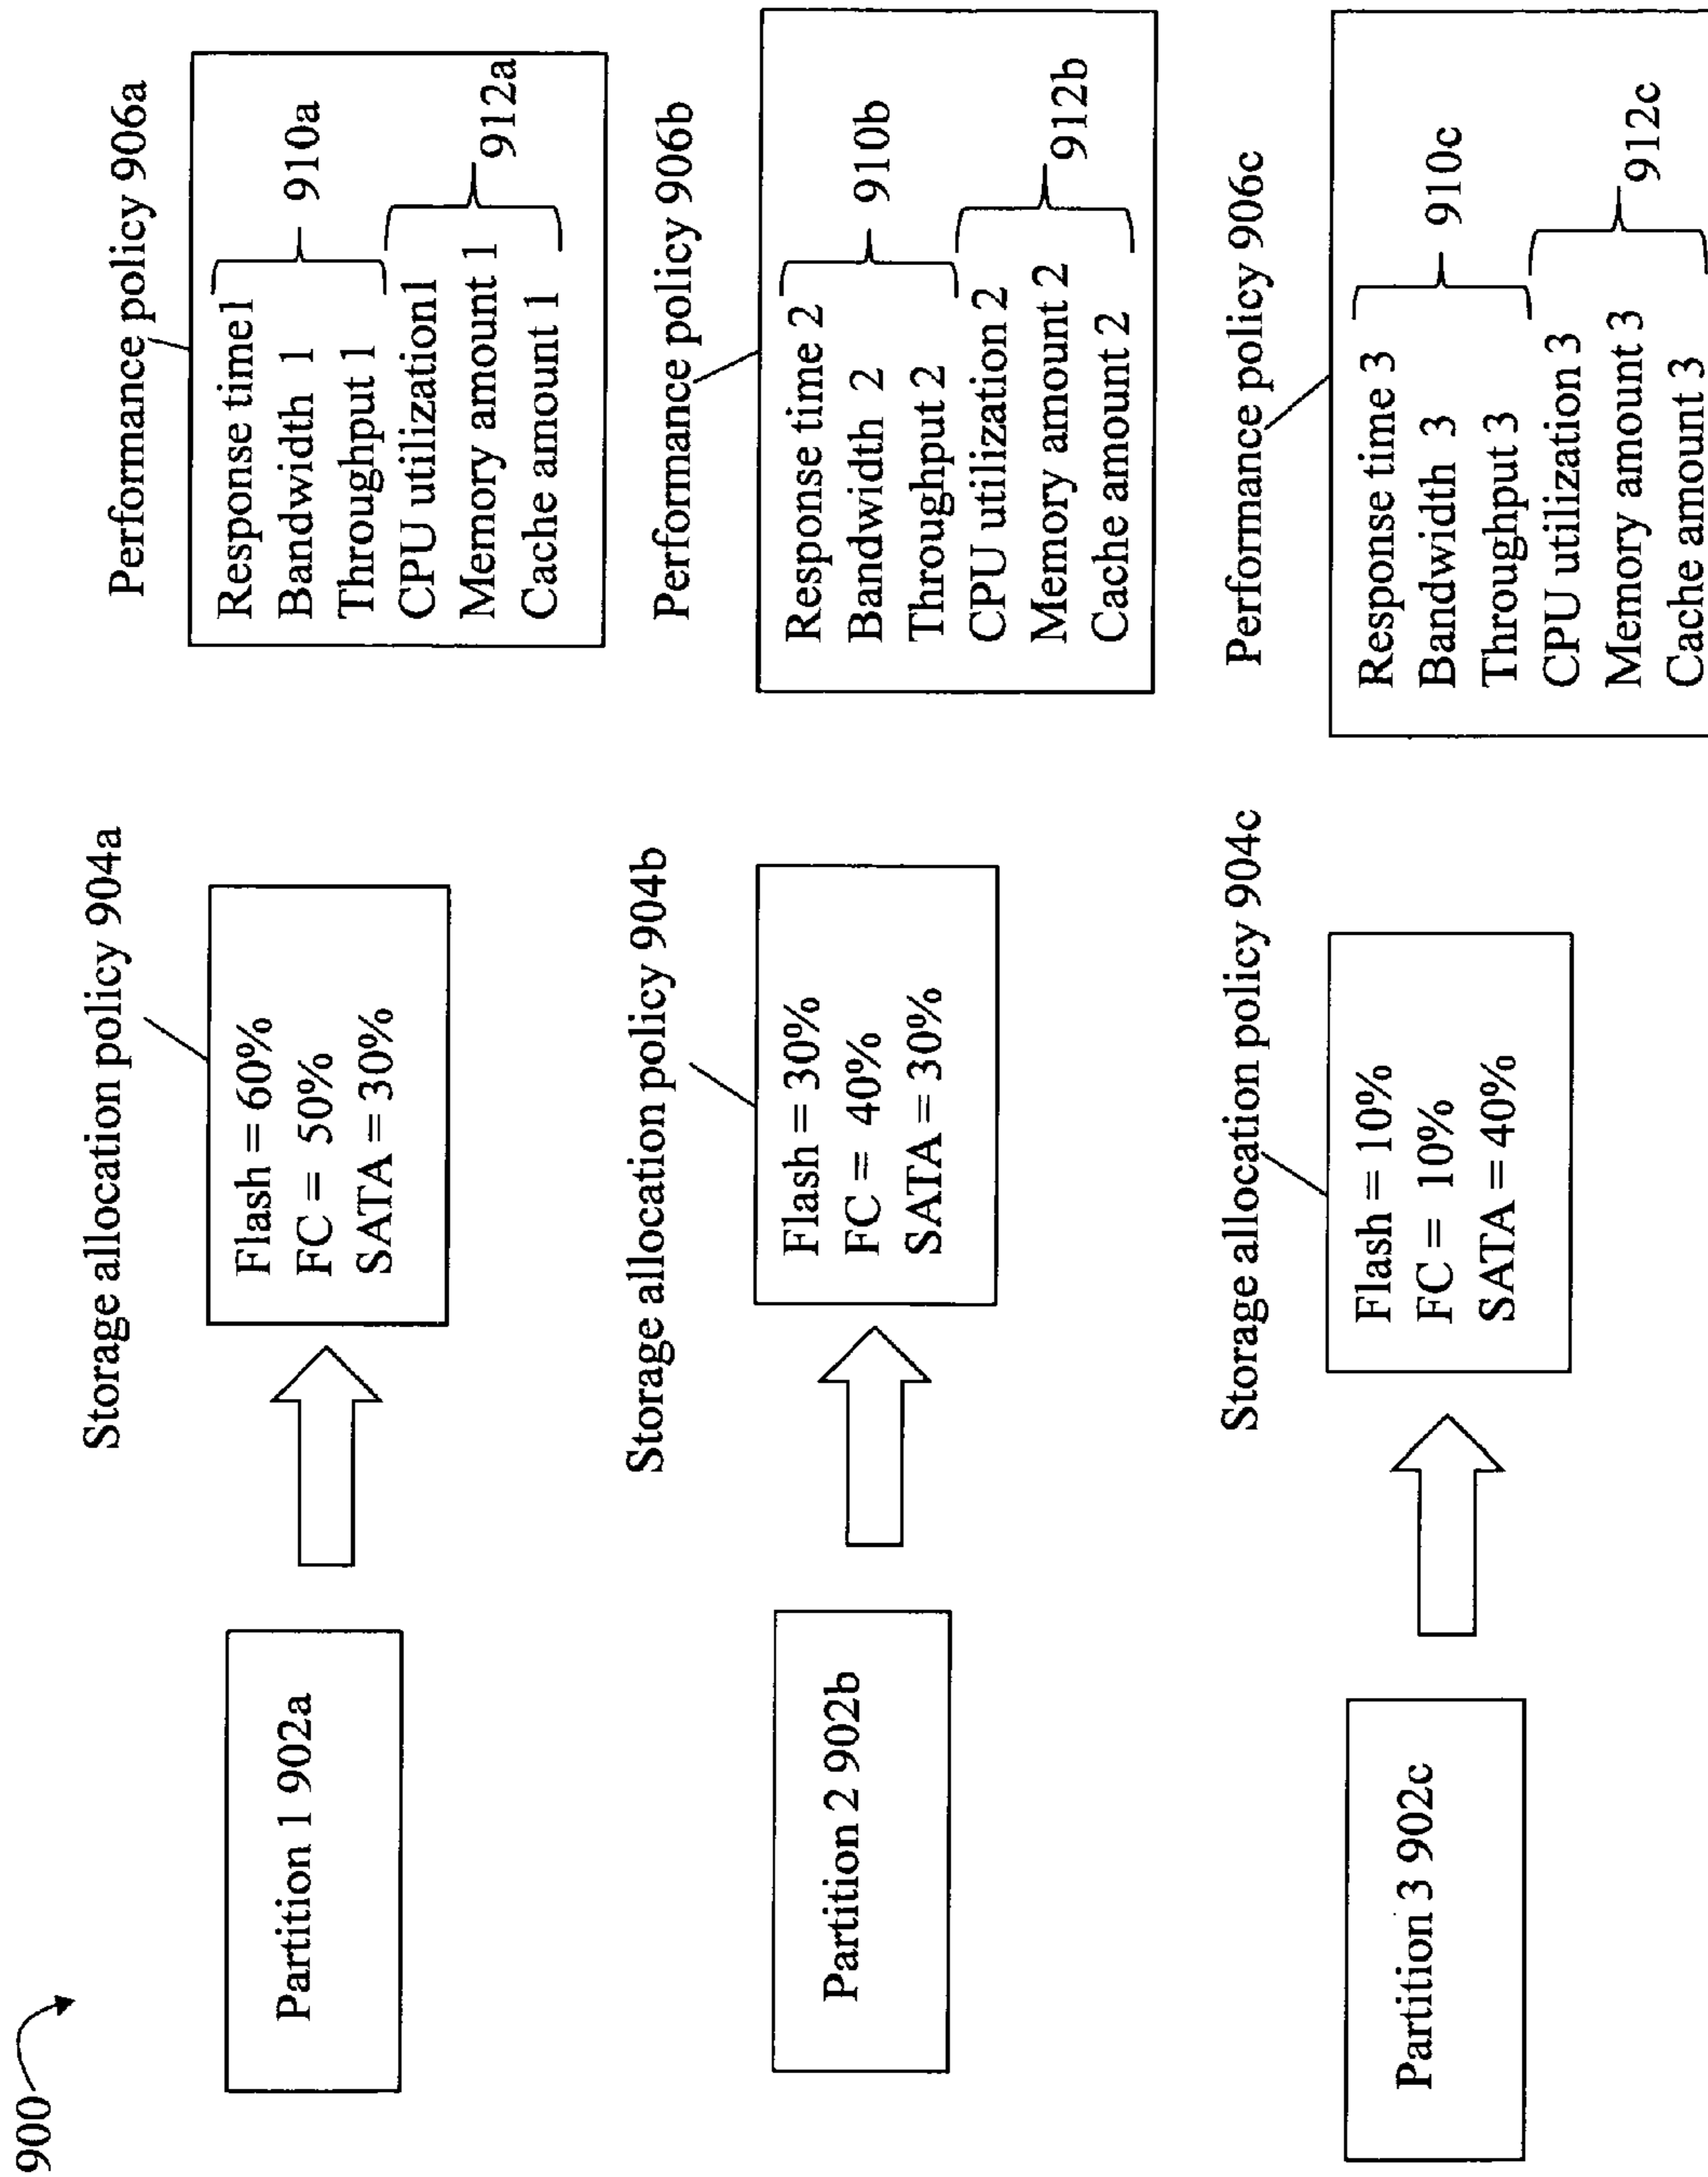 900
Partition 1 902a
Storage allocation policy 904a
Flash = 60%
FC = 50%
SATA = 30%
Performance policy 906a
Response time1
Bandwidth 1
Throughput 1
910a
CPU utilization1
Memory amount 1
Cache amount 1
912a
Partition 2 902b
Storage allocation policy 904b
Flash = 30%
FC = 40%
SATA = 30%
Performance policy 906b
Response time 2
Bandwidth 2
Throughput 2
910b
CPU utilization 2
Memory amount 2
Cache amount 2
912b
Partition 3 902c
Storage allocation policy 904c
Flash = 10%
FC = 10%
SATA = 40%
Performance policy 906c
Response time 3
Bandwidth 3
Throughput 3
910c
CPU utilization 3
Memory amount 3
Cache amount 3
912c